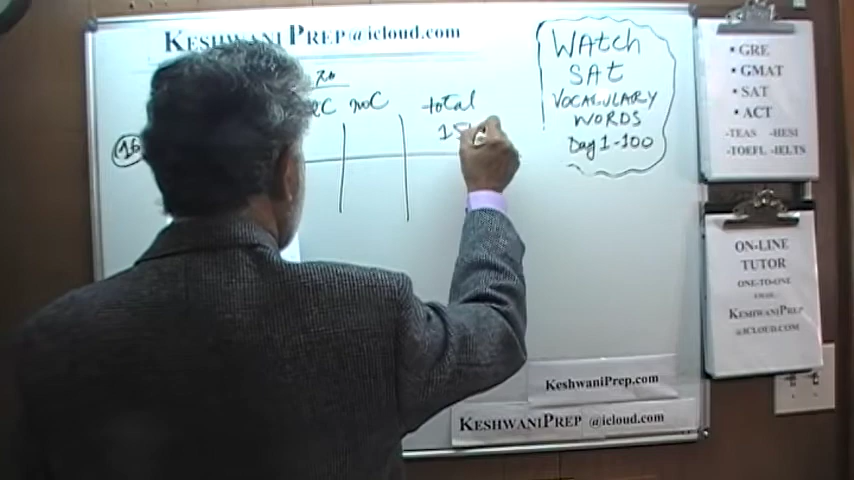 KESHWANI PREP@icloud.com
noC total
16
WAtch
SAt
VOCABULARY
WORDS
Day 1-100
• GRE
• GMAT
• SAT
• ACT
-TEAS -HESI
-TOEFL -IELTS
ON-LINE
TUTOR
ONE-TO-ONE
KESHWANIPREP
@ICLOUD.COM
KeshwaniPrep.com
KESHWANIPREP @icloud.com